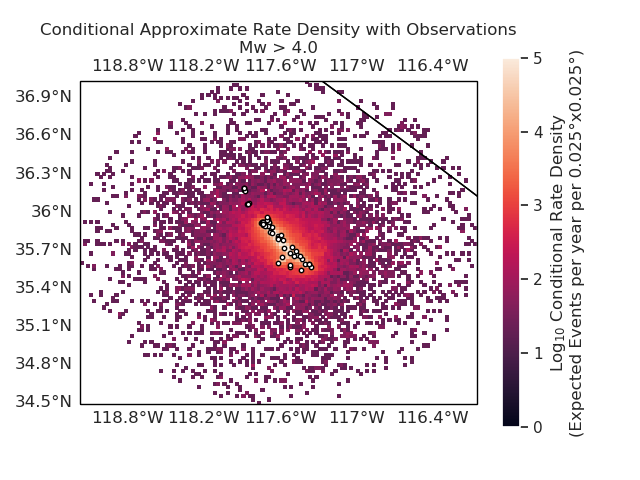 Conditional Approximate Rate Density with Observations
Mw > 4.0
118.8°W 118.2°W 117.6°W 117°W 116.4°W
36.9°N
36.6°N
36.3°N
36°N
35.7°N
35.4°N
35.1°N
34.8°N
34.5°N
118.8°W 118.2°W 117.6°W 117°W 116.4°W
5
4
3
2
1
0
Log₁₀ Conditional Rate Density
(Expected Events per year per 0.025°x0.025°)